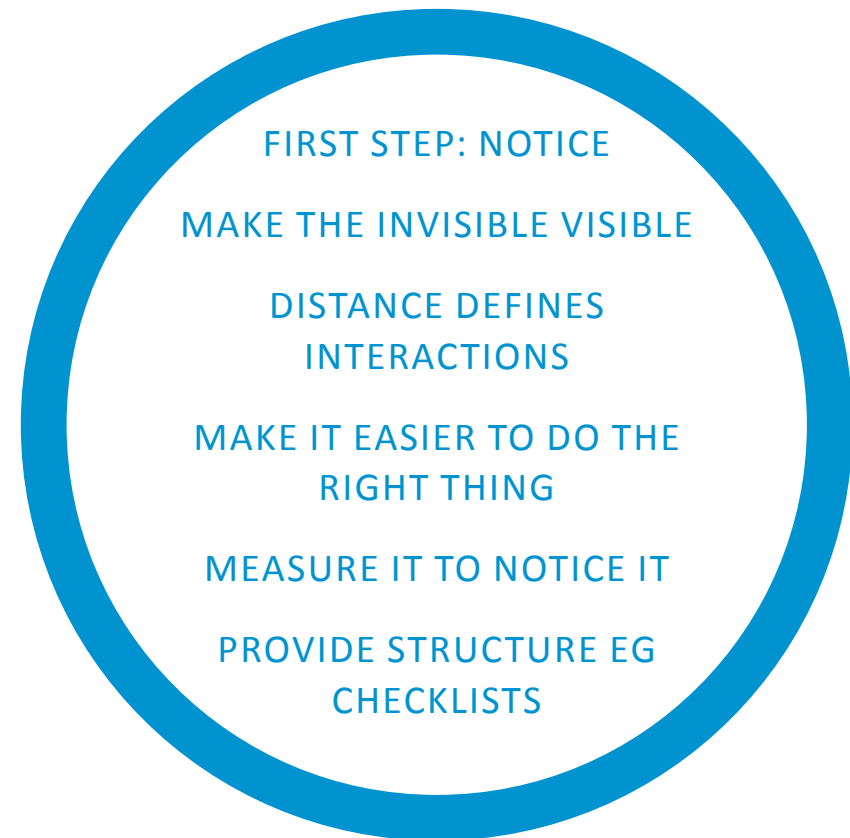 FIRST STEP: NOTICE
MAKE THE INVISIBLE VISIBLE
DISTANCE DEFINES
INTERACTIONS
MAKE IT EASIER TO DO THE
RIGHT THING
MEASURE IT TO NOTICE IT
PROVIDE STRUCTURE EG
CHECKLISTS